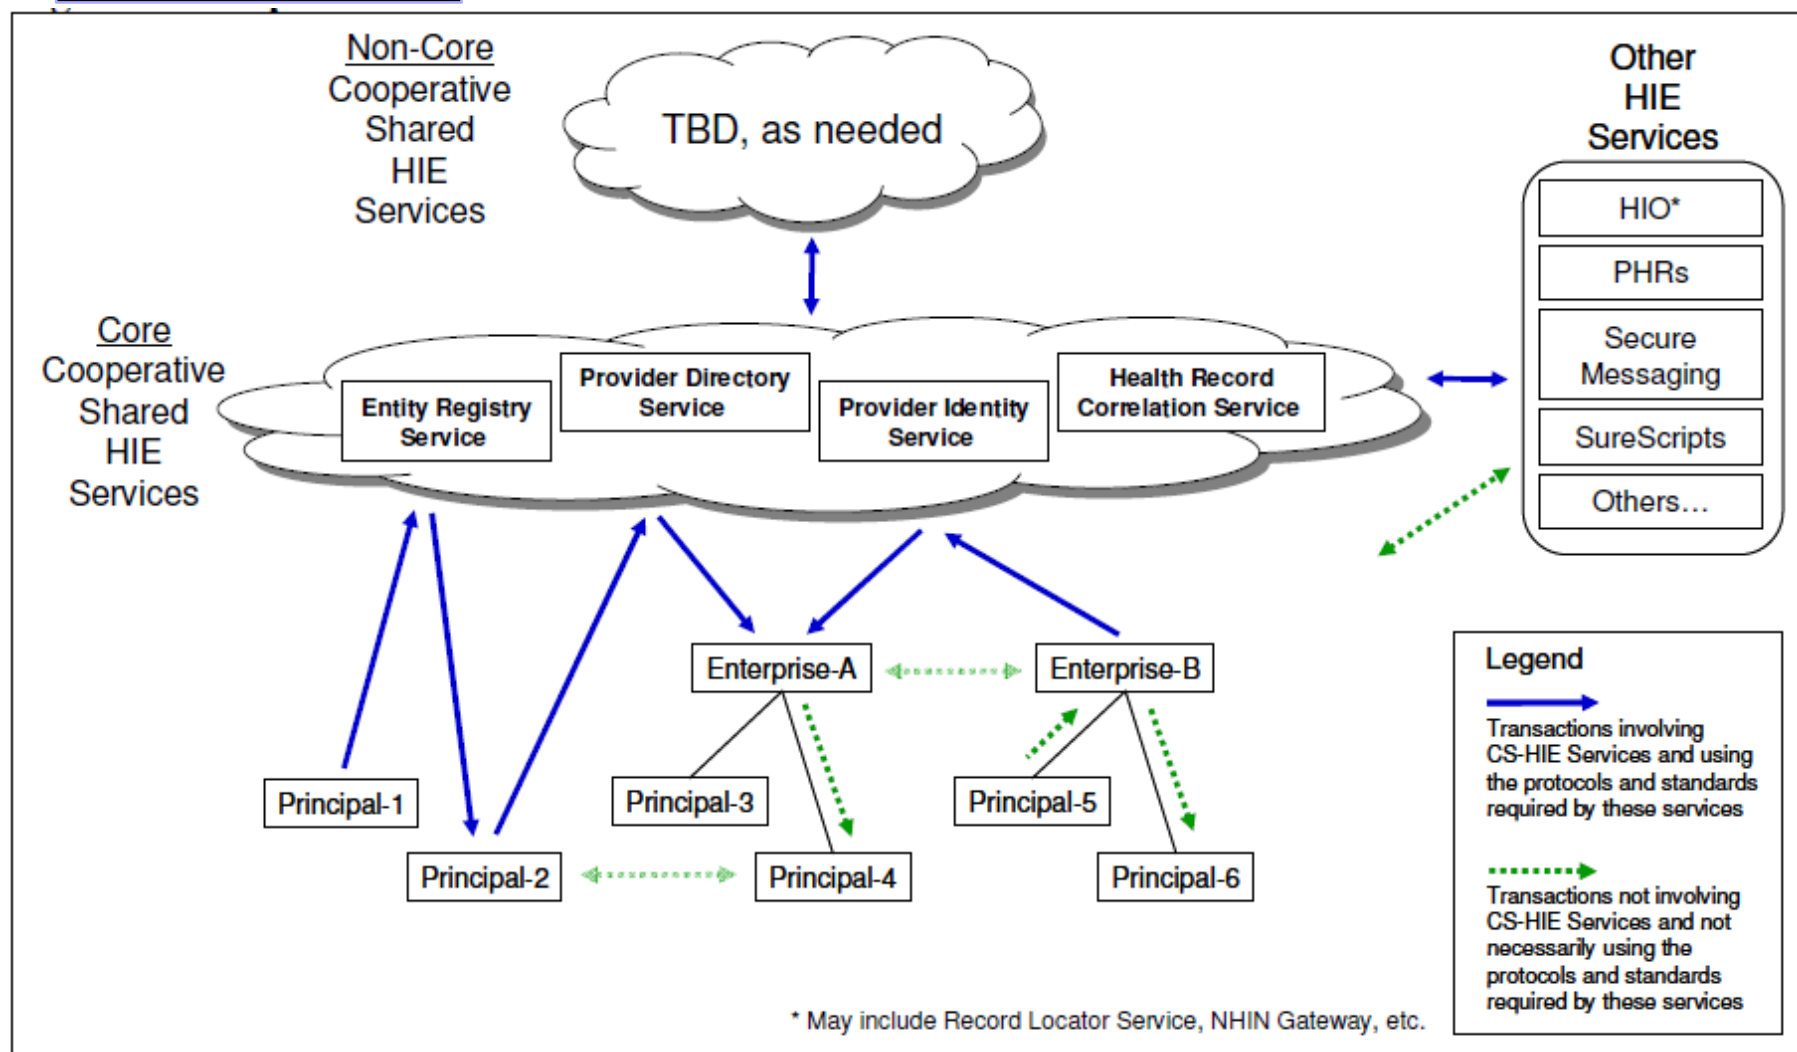 Non-Core
Cooperative
Shared
HIE
Services
TBD, as needed
Other
HIE
Services
HIO*
PHRs
Secure
Messaging
SureScripts
Others…
Core
Cooperative
Shared
HIE
Services
Entity Registry
Service
Provider Directory
Service
Provider Identity
Service
Health Record
Correlation Service
Enterprise-A
Enterprise-B
Principal-1
Principal-2
Principal-3
Principal-4
Principal-5
Principal-6
Legend
Transactions involving
CS-HIE Services and using
the protocols and standards
required by these services
Transactions not involving
CS-HIE Services and not
necessarily using the
protocols and standards
required by these services
* May include Record Locator Service, NHIN Gateway, etc.